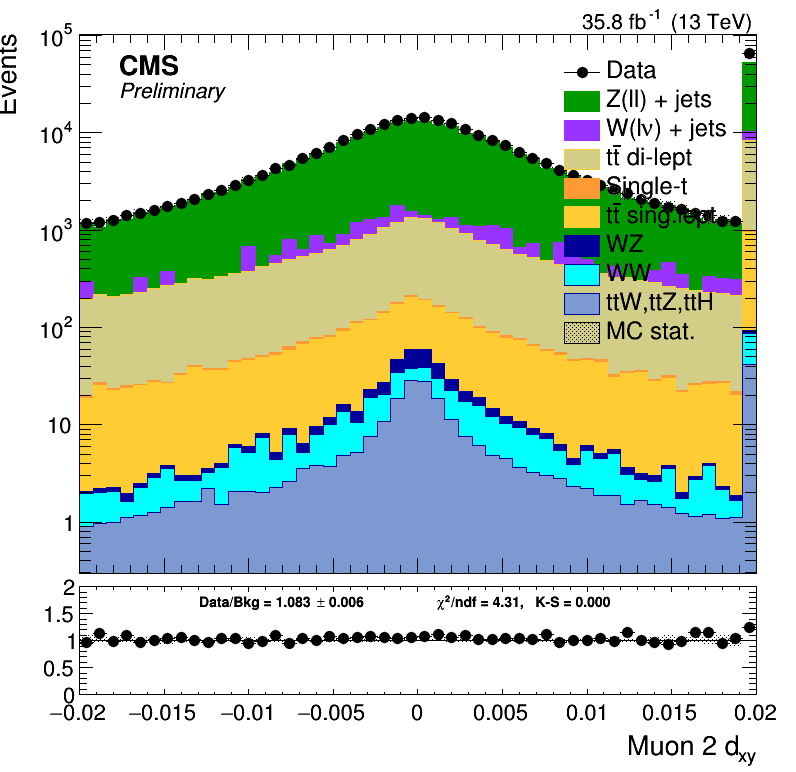 35.8 fb⁻¹ (13 TeV)
Events
CMS
Preliminary
Data
Z(ll) + jets
W(lν) + jets
tt̄ di-lept
Single-t
tt̄ sing.lept
WZ
WW
ttW,ttZ,ttH
MC stat.
10⁵
10⁴
10³
10²
10
1
Data/Bkg = 1.083 ± 0.006 χ²/ndf = 4.31, K-S = 0.000
2
1.5
1
0.5
0
−0.02 −0.015 −0.01 −0.005 0 0.005 0.01 0.015 0.02
Muon 2 d_xy